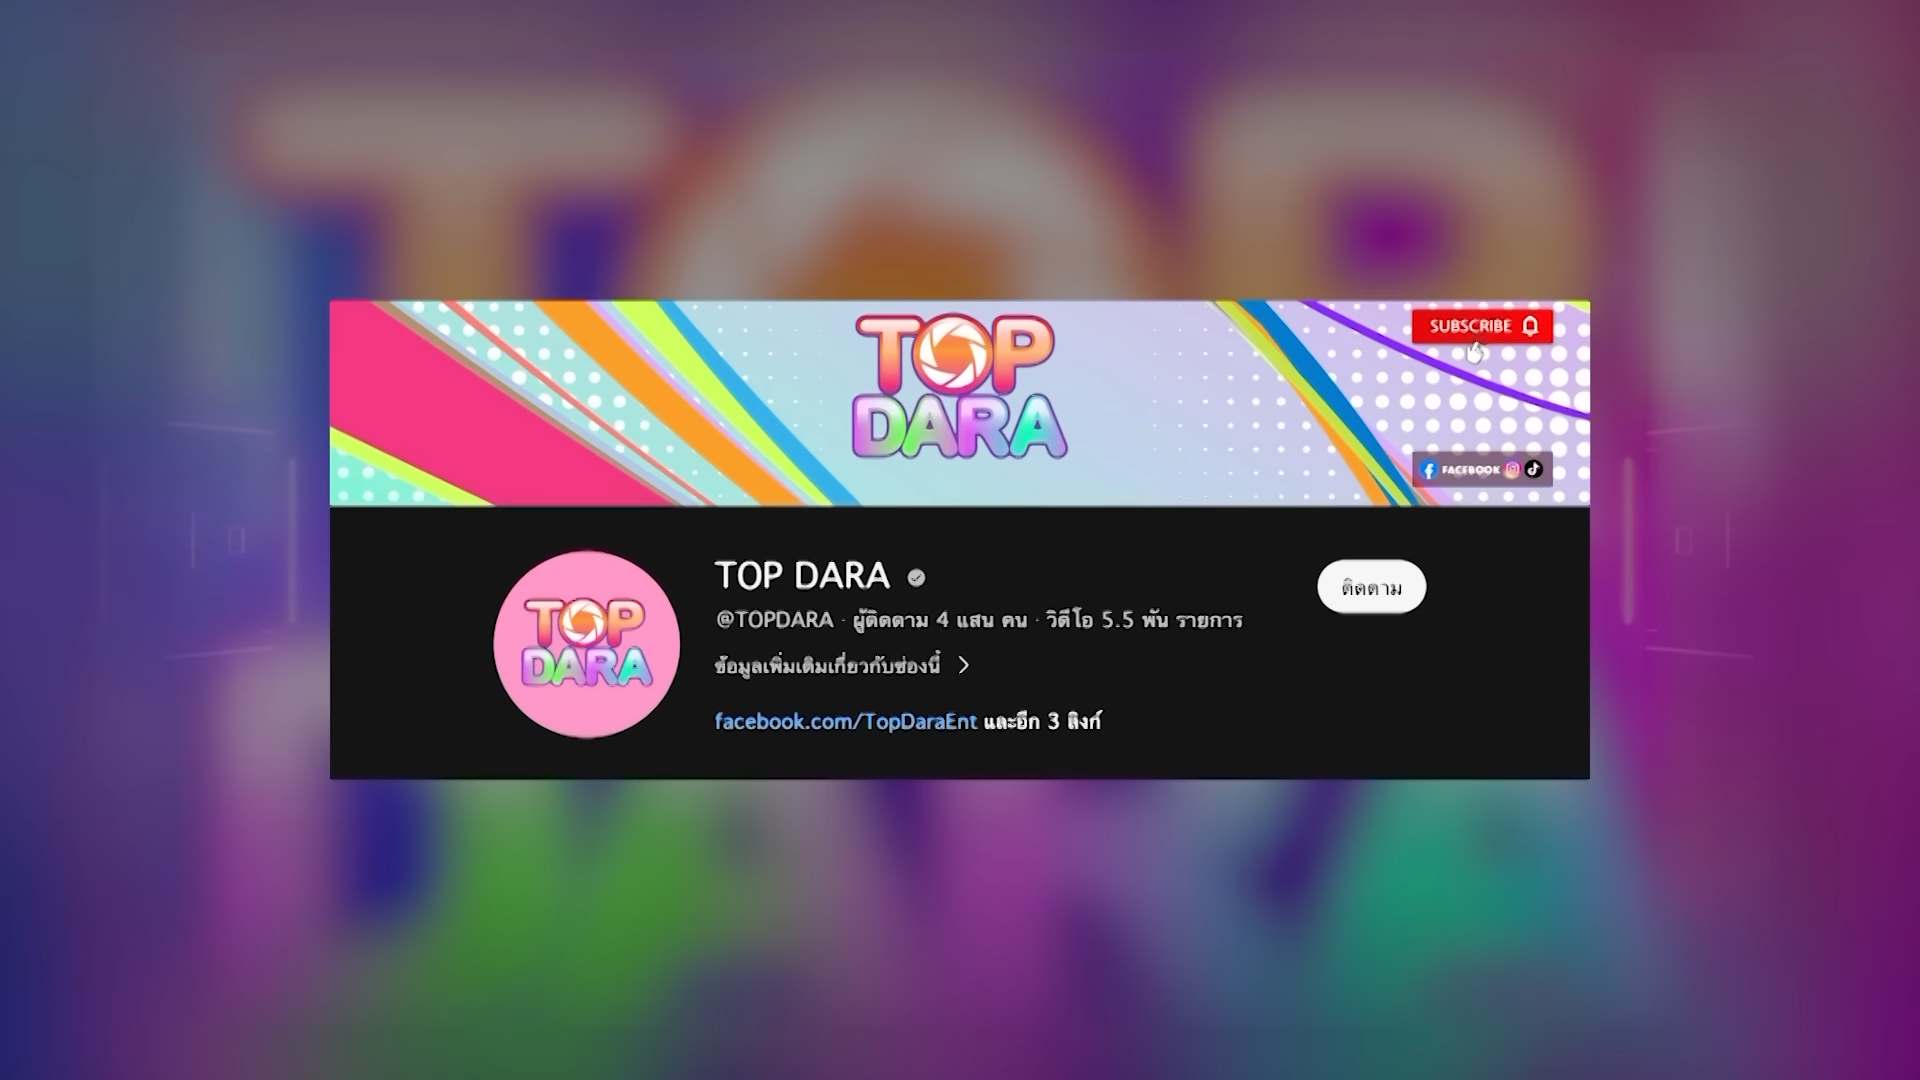 TOP
DARA
SUBSCRIBE
FACEBOOK
TOP
DARA
TOP DARA
@TOPDARA · ผู้ติดตาม 4 แสน คน · วิดีโอ 5.5 พัน รายการ
ติดตาม
ข้อมูลเพิ่มเติมเกี่ยวกับช่องนี้ >
facebook.com/TopDaraEnt และอีก 3 ลิงก์